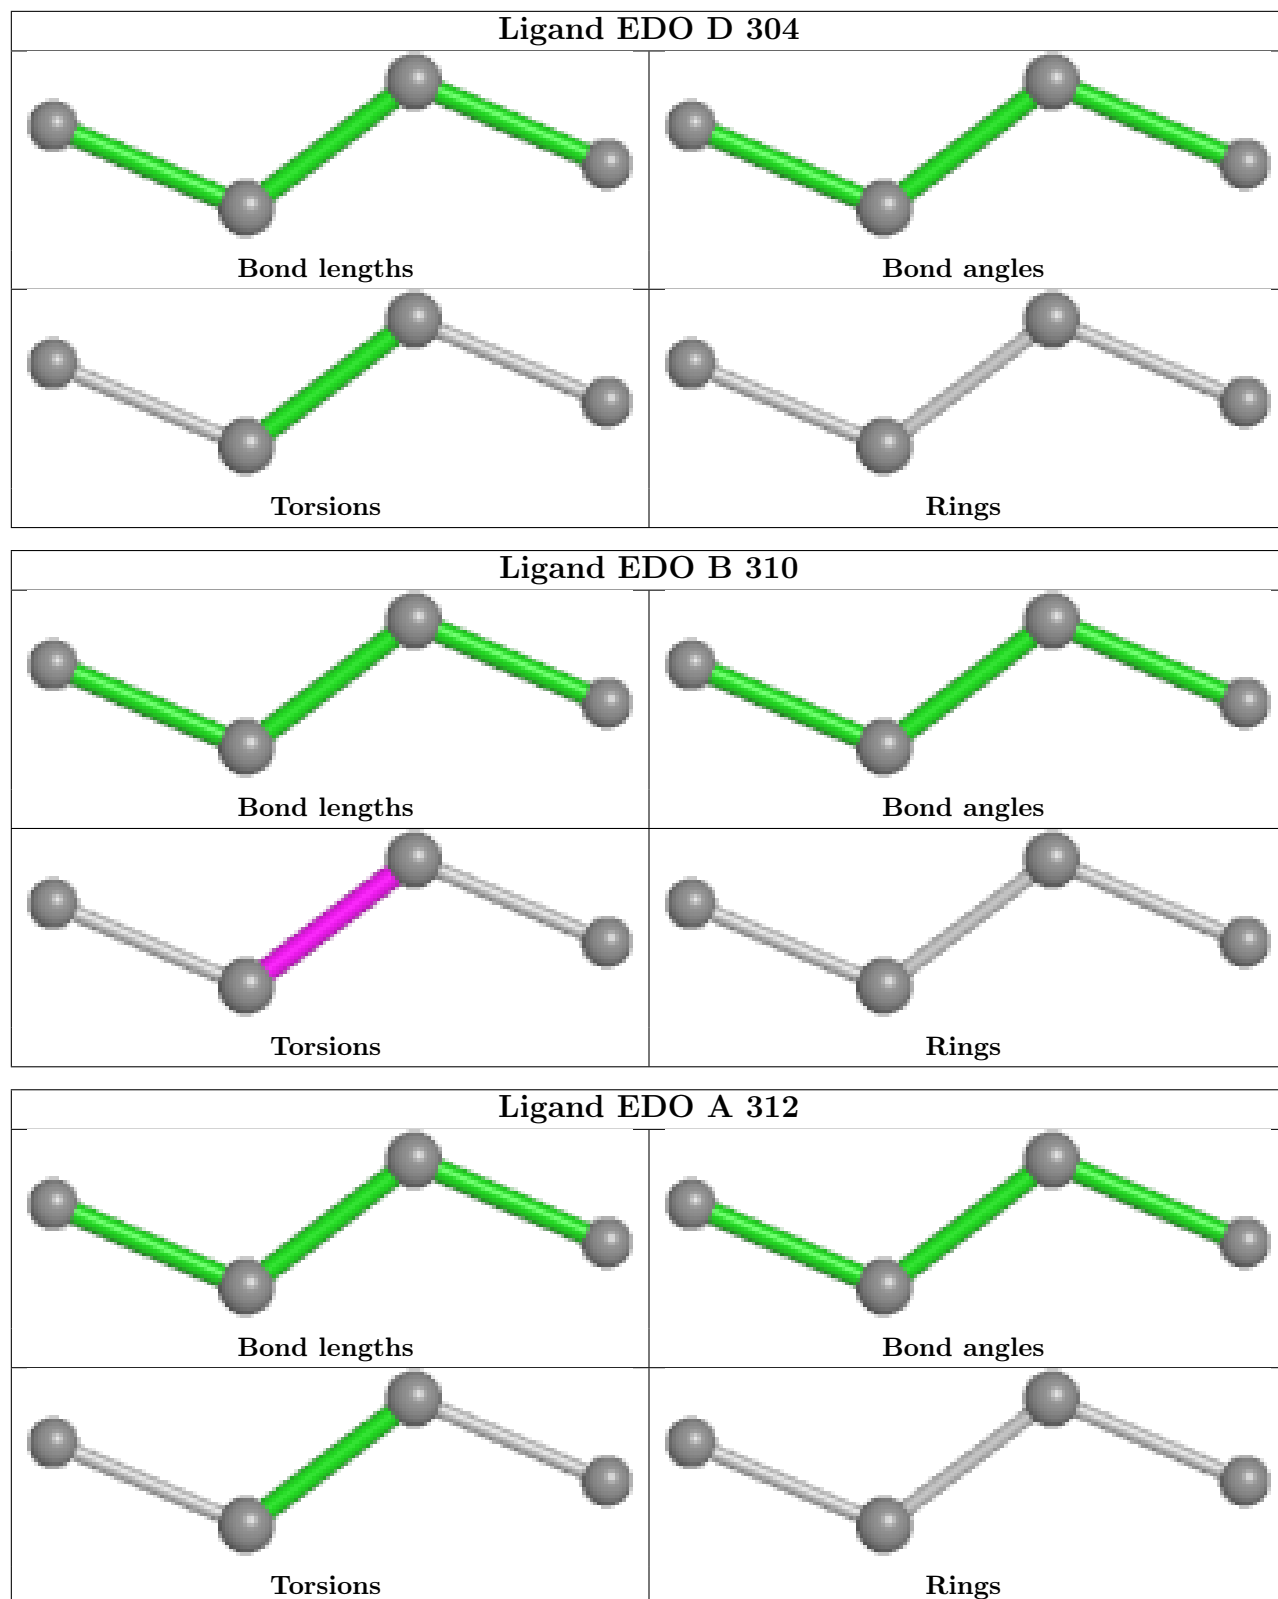 Ligand EDO D 304
Bond lengths
Bond angles
Torsions
Rings
Ligand EDO B 310
Bond lengths
Bond angles
Torsions
Rings
Ligand EDO A 312
Bond lengths
Bond angles
Torsions
Rings